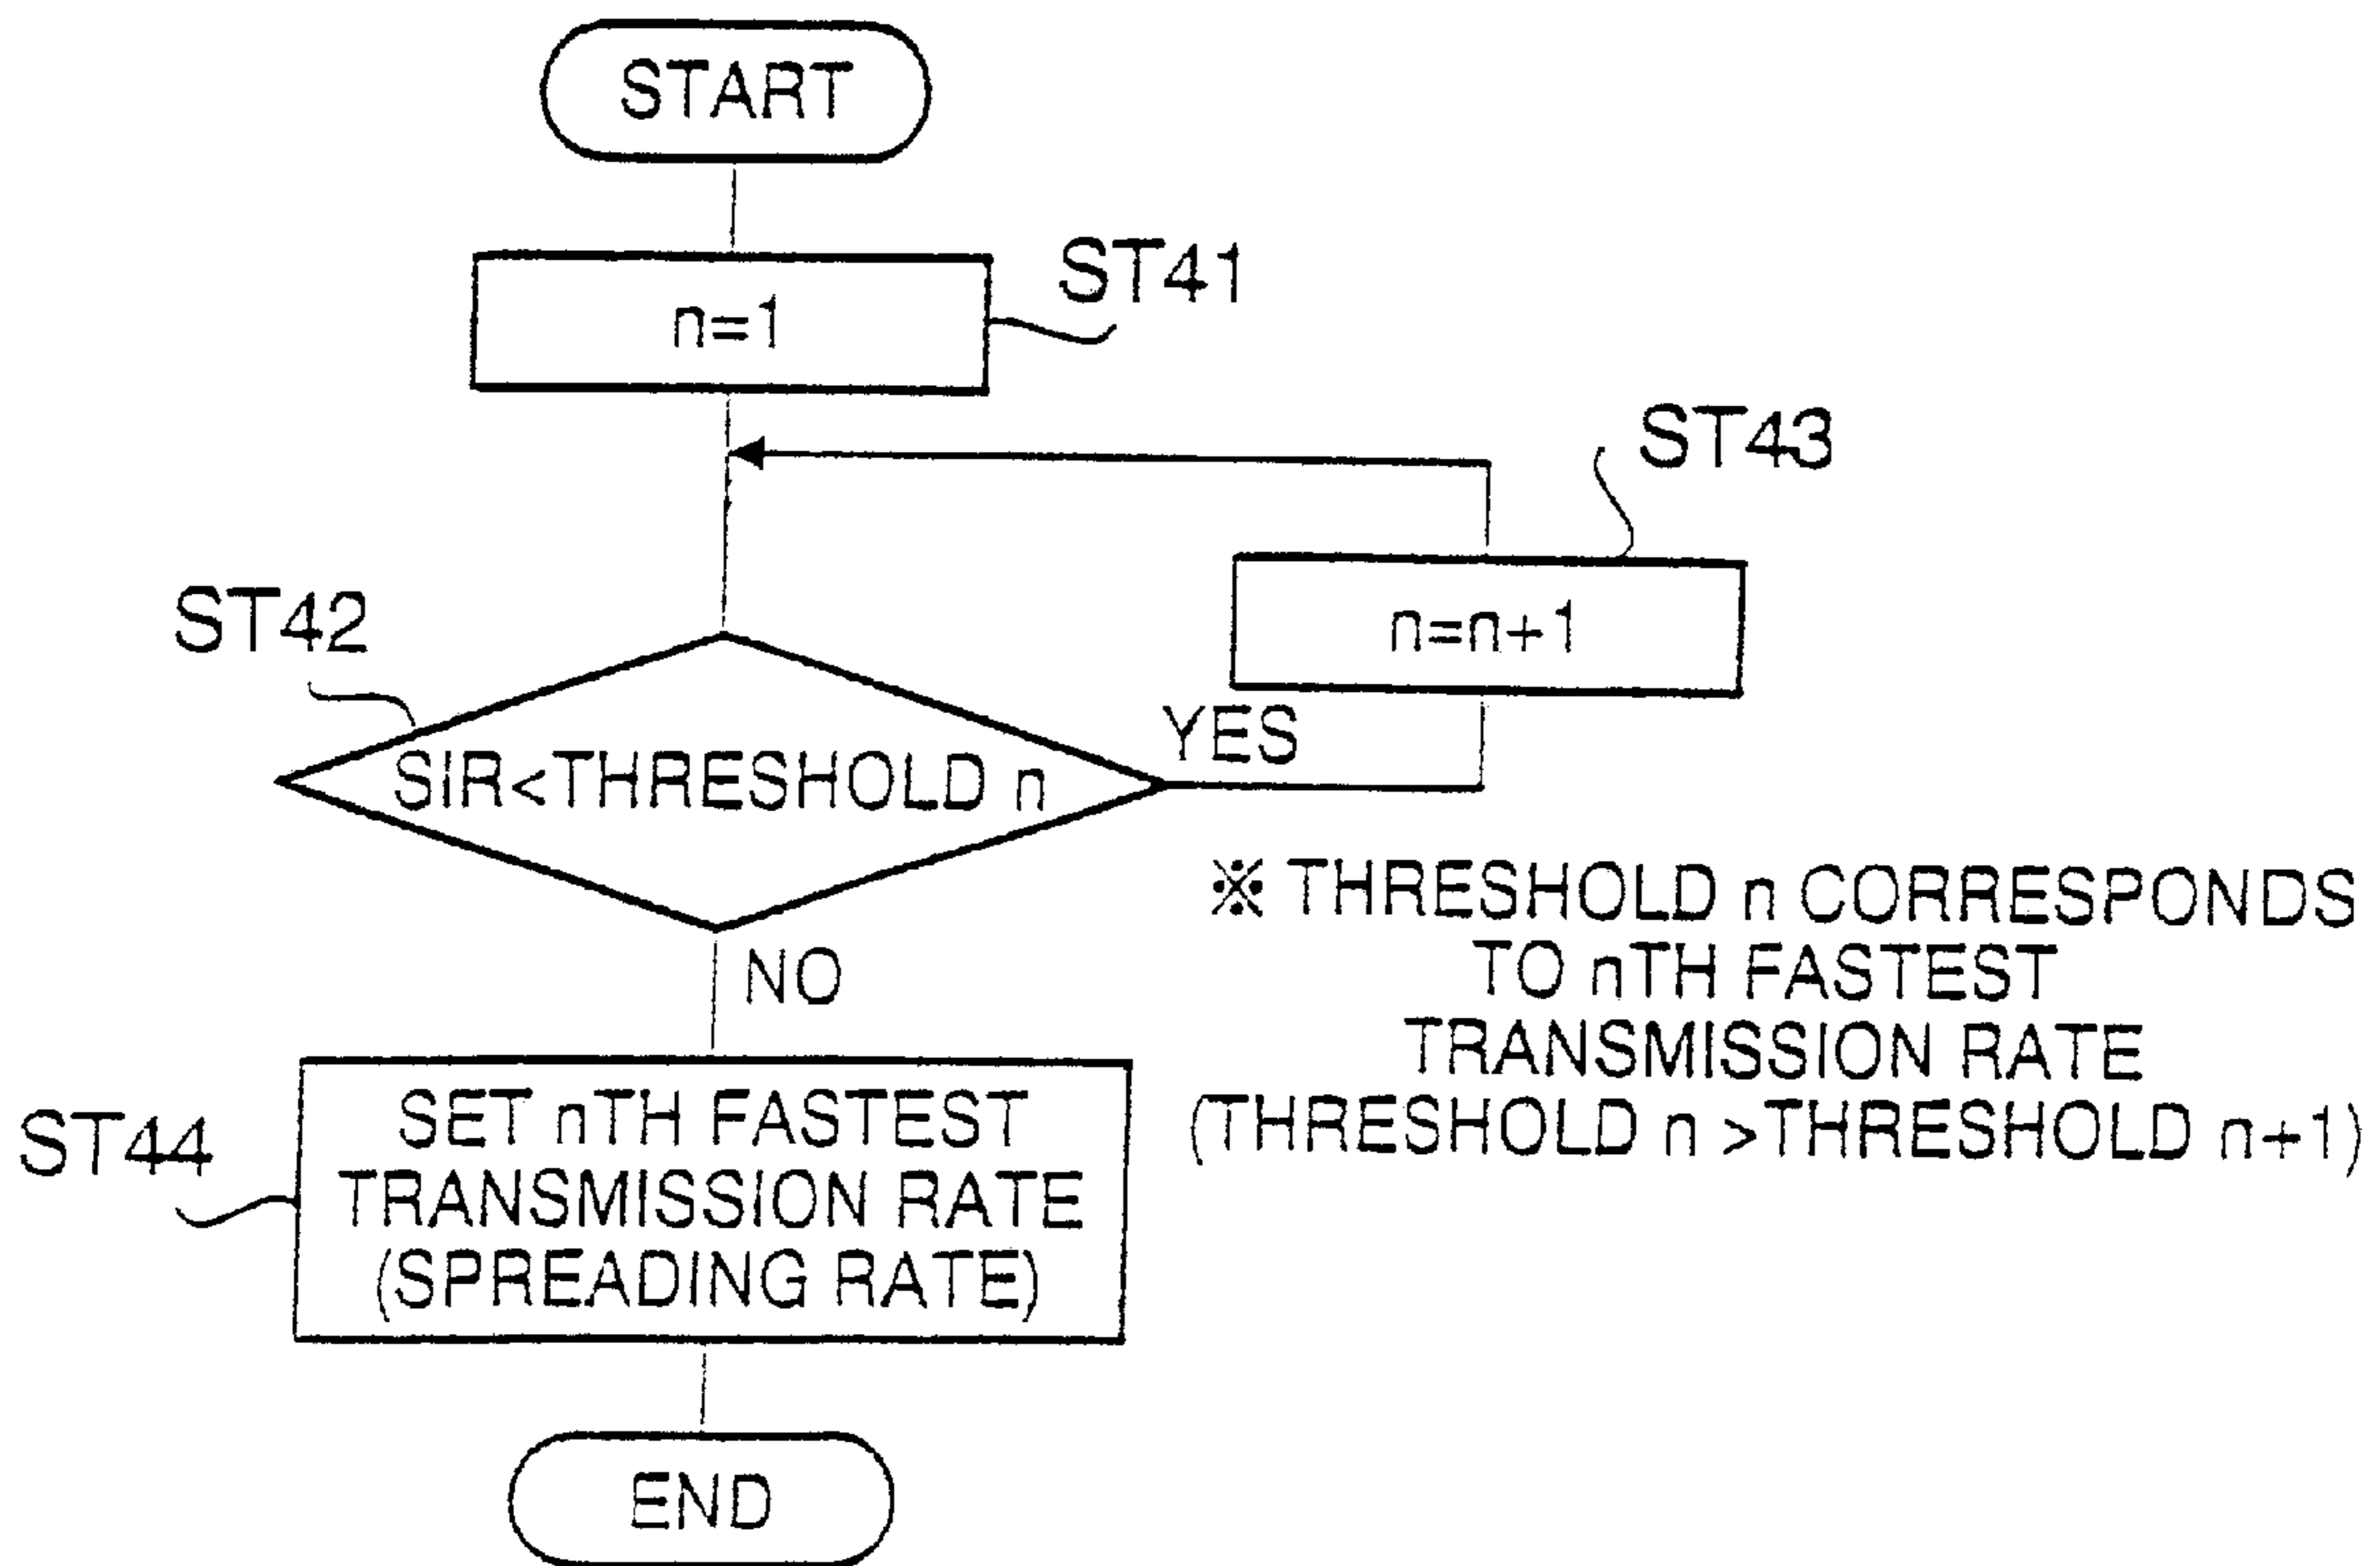 START
n=1
ST41
ST43
n=n+1
ST42
SIR<THRESHOLD n
YES
NO
※ THRESHOLD n CORRESPONDS
TO nTH FASTEST
TRANSMISSION RATE
(THRESHOLD n >THRESHOLD n+1)
ST44
SET nTH FASTEST
TRANSMISSION RATE
(SPREADING RATE)
END